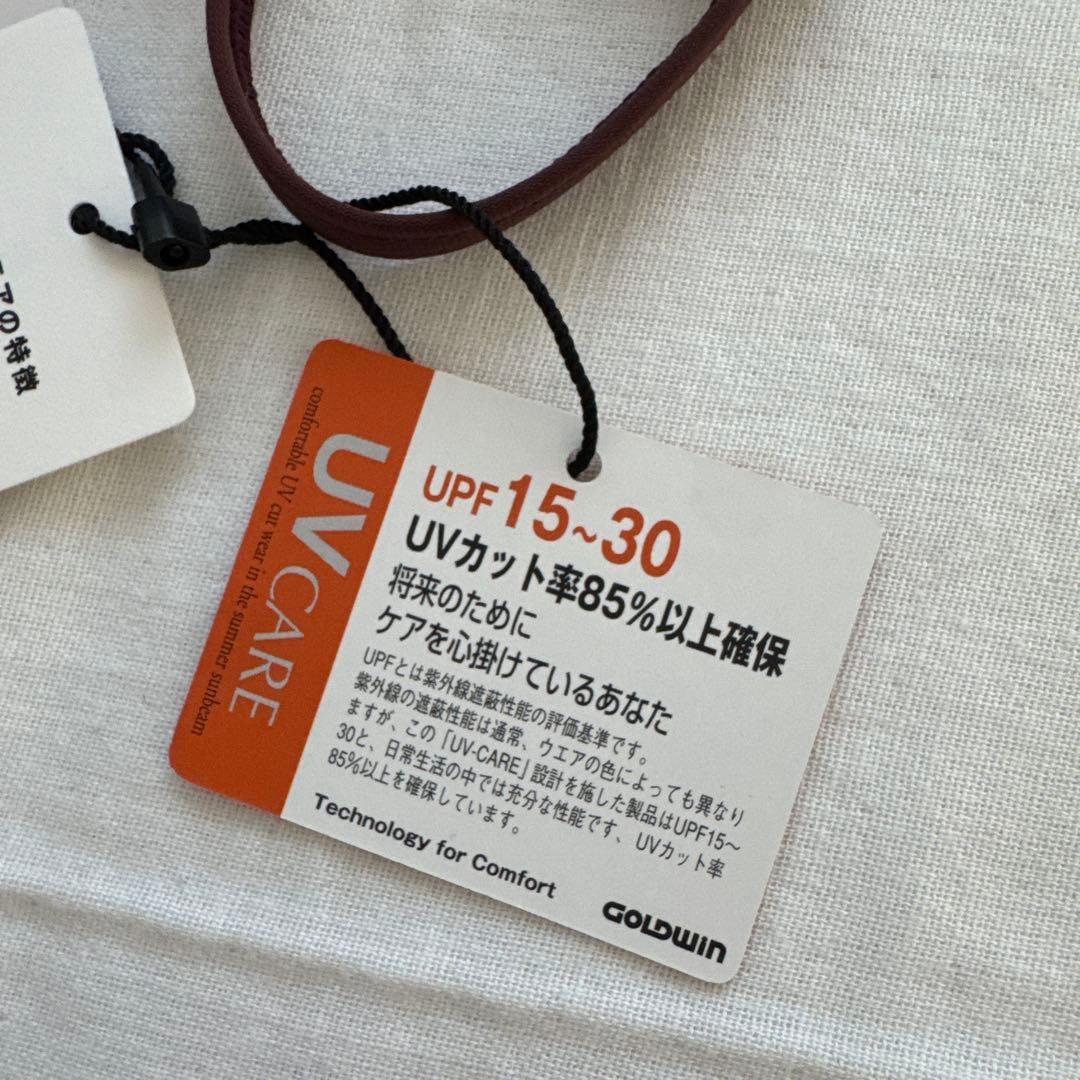 の特徴
UV CARE
comfortable UV cut wear in the summer sunbeam
UPF 15~30
UVカット率85%以上確保
将来のために
ケアを心掛けているあなた
UPFとは紫外線遮蔽性能の評価基準です。
紫外線の遮蔽性能は通常、ウエアの色によっても異なり
ますが、この「UV-CARE」設計を施した製品はUPF15〜
30と、日常生活の中では充分な性能です、UVカット率
85%以上を確保しています。
Technology for Comfort
GOLDWIN